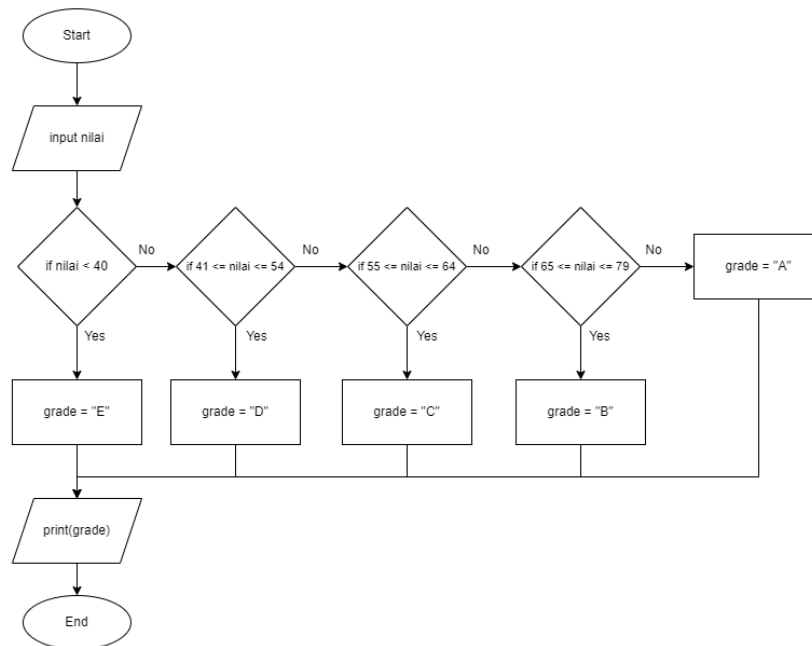 Start
input nilai
if nilai < 40
No
if 41 <= nilai <= 54
No
if 55 <= nilai <= 64
No
if 65 <= nilai <= 79
No
grade = "A"
Yes
Yes
Yes
Yes
grade = "E"
grade = "D"
grade = "C"
grade = "B"
print(grade)
End